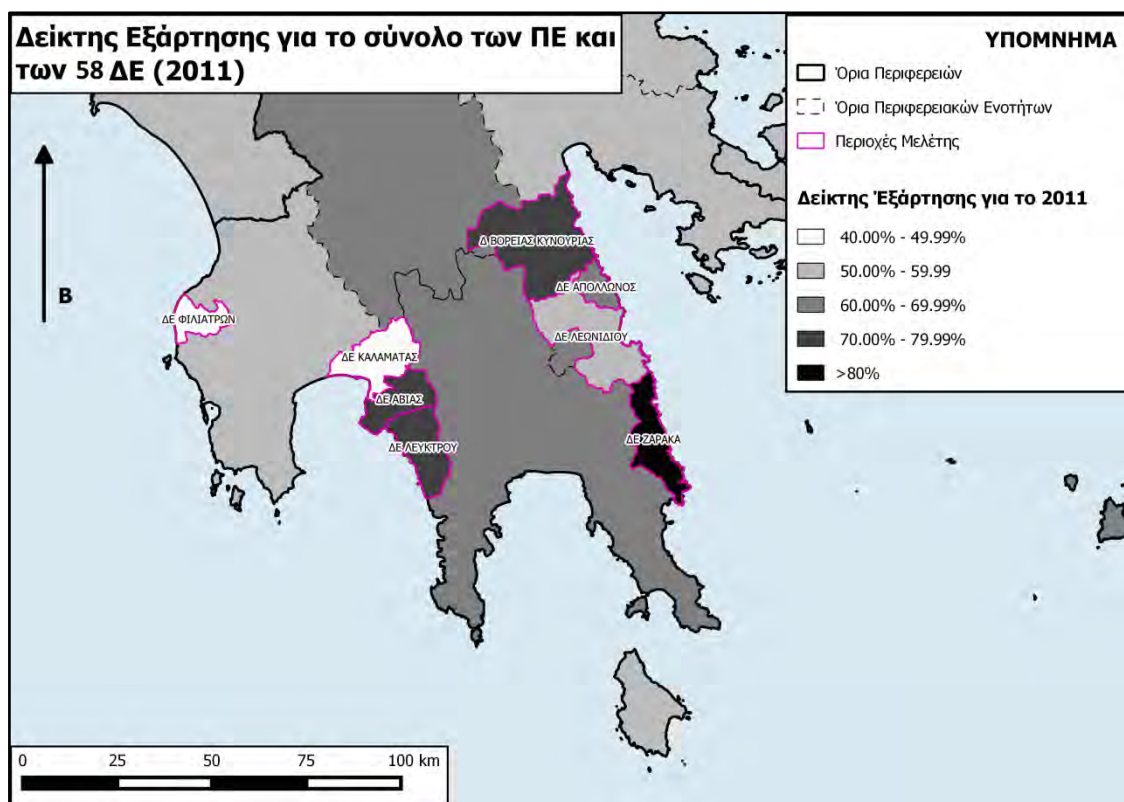 Δείκτης Εξάρτησης για το σύνολο των ΠΕ και
των 58 ΔΕ (2011)
ΥΠΟΜΝΗΜΑ
Όρια Περιφερειών
Όρια Περιφερειακών Ενοτήτων
Περιοχές Μελέτης
Δείκτης Έξάρτησης για το 2011
40.00% - 49.99%
50.00% - 59.99
60.00% - 69.99%
70.00% - 79.99%
>80%
Β
Δ ΒΟΡΕΙΑΣ ΚΥΝΟΥΡΙΑΣ
ΔΕ ΑΠΟΛΛΩΝΟΣ
ΔΕ ΦΙΛΙΑΤΡΩΝ
ΔΕ ΛΕΩΝΙΔΙΟΥ
ΔΕ ΚΑΛΑΜΑΤΑΣ
ΔΕ ΑΒΙΑΣ
ΔΕ ΖΑΡΑΚΑ
ΔΕ ΛΕΥΚΤΡΟΥ
0 25 50 75 100 km